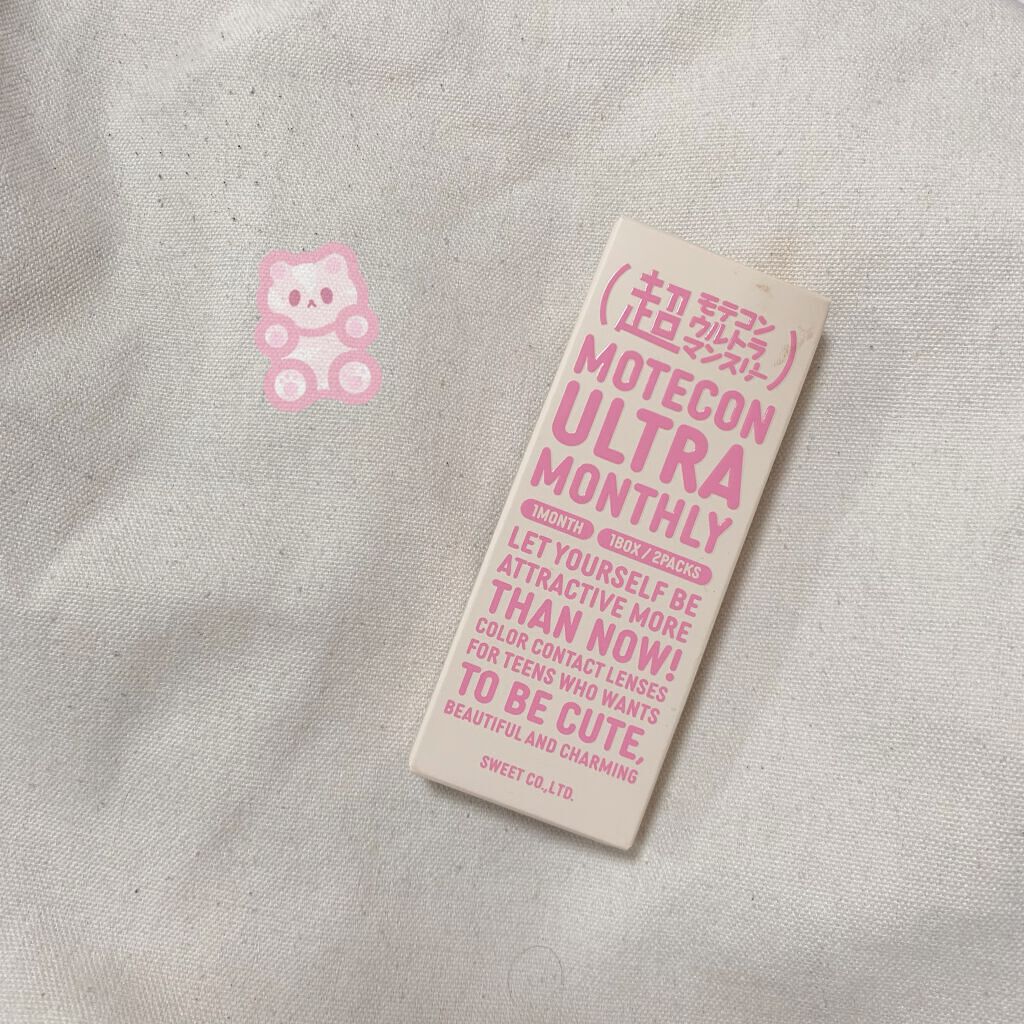 (超モテコン
ウルトラ
マンスリー)
MOTECON
ULTRA
MONTHLY
1MONTH 1BOX / 2PACKS
LET YOURSELF BE
ATTRACTIVE MORE
THAN NOW!
COLOR CONTACT LENSES
FOR TEENS WHO WANTS
TO BE CUTE,
BEAUTIFUL AND CHARMING
SWEET CO.,LTD.